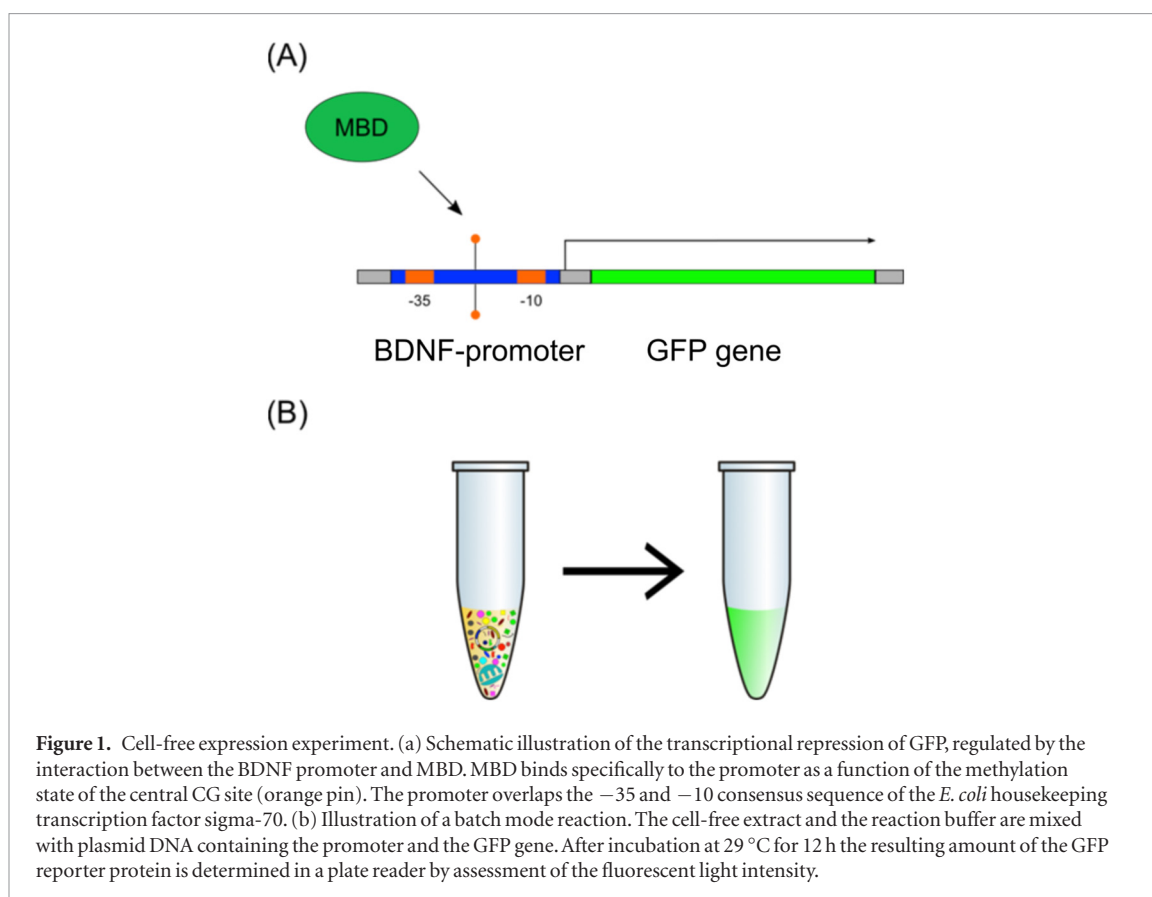 (A)
MBD
-35
-10
BDNF-promoter
GFP gene
(B)
Figure 1. Cell-free expression experiment. (a) Schematic illustration of the transcriptional repression of GFP, regulated by the
interaction between the BDNF promoter and MBD. MBD binds specifically to the promoter as a function of the methylation
state of the central CG site (orange pin). The promoter overlaps the −35 and −10 consensus sequence of the E. coli housekeeping
transcription factor sigma-70. (b) Illustration of a batch mode reaction. The cell-free extract and the reaction buffer are mixed
with plasmid DNA containing the promoter and the GFP gene. After incubation at 29 °C for 12 h the resulting amount of the GFP
reporter protein is determined in a plate reader by assessment of the fluorescent light intensity.